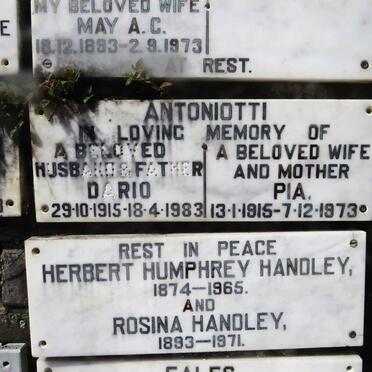 MY BELOVED WIFE
MAY A.C.
18.12.1893-2.9.1973
AT REST.
E
ANTONIOTTI
IN LOVING MEMORY OF
A BELOVED
HUSBAND & FATHER
DARIO
29·10·1915-18·4·1983
A BELOVED WIFE
AND MOTHER
PIA.
13·1·1915-7·12·1973
REST IN PEACE
HERBERT HUMPHREY HANDLEY,
1874-1965.
AND
ROSINA HANDLEY,
1893-1971.